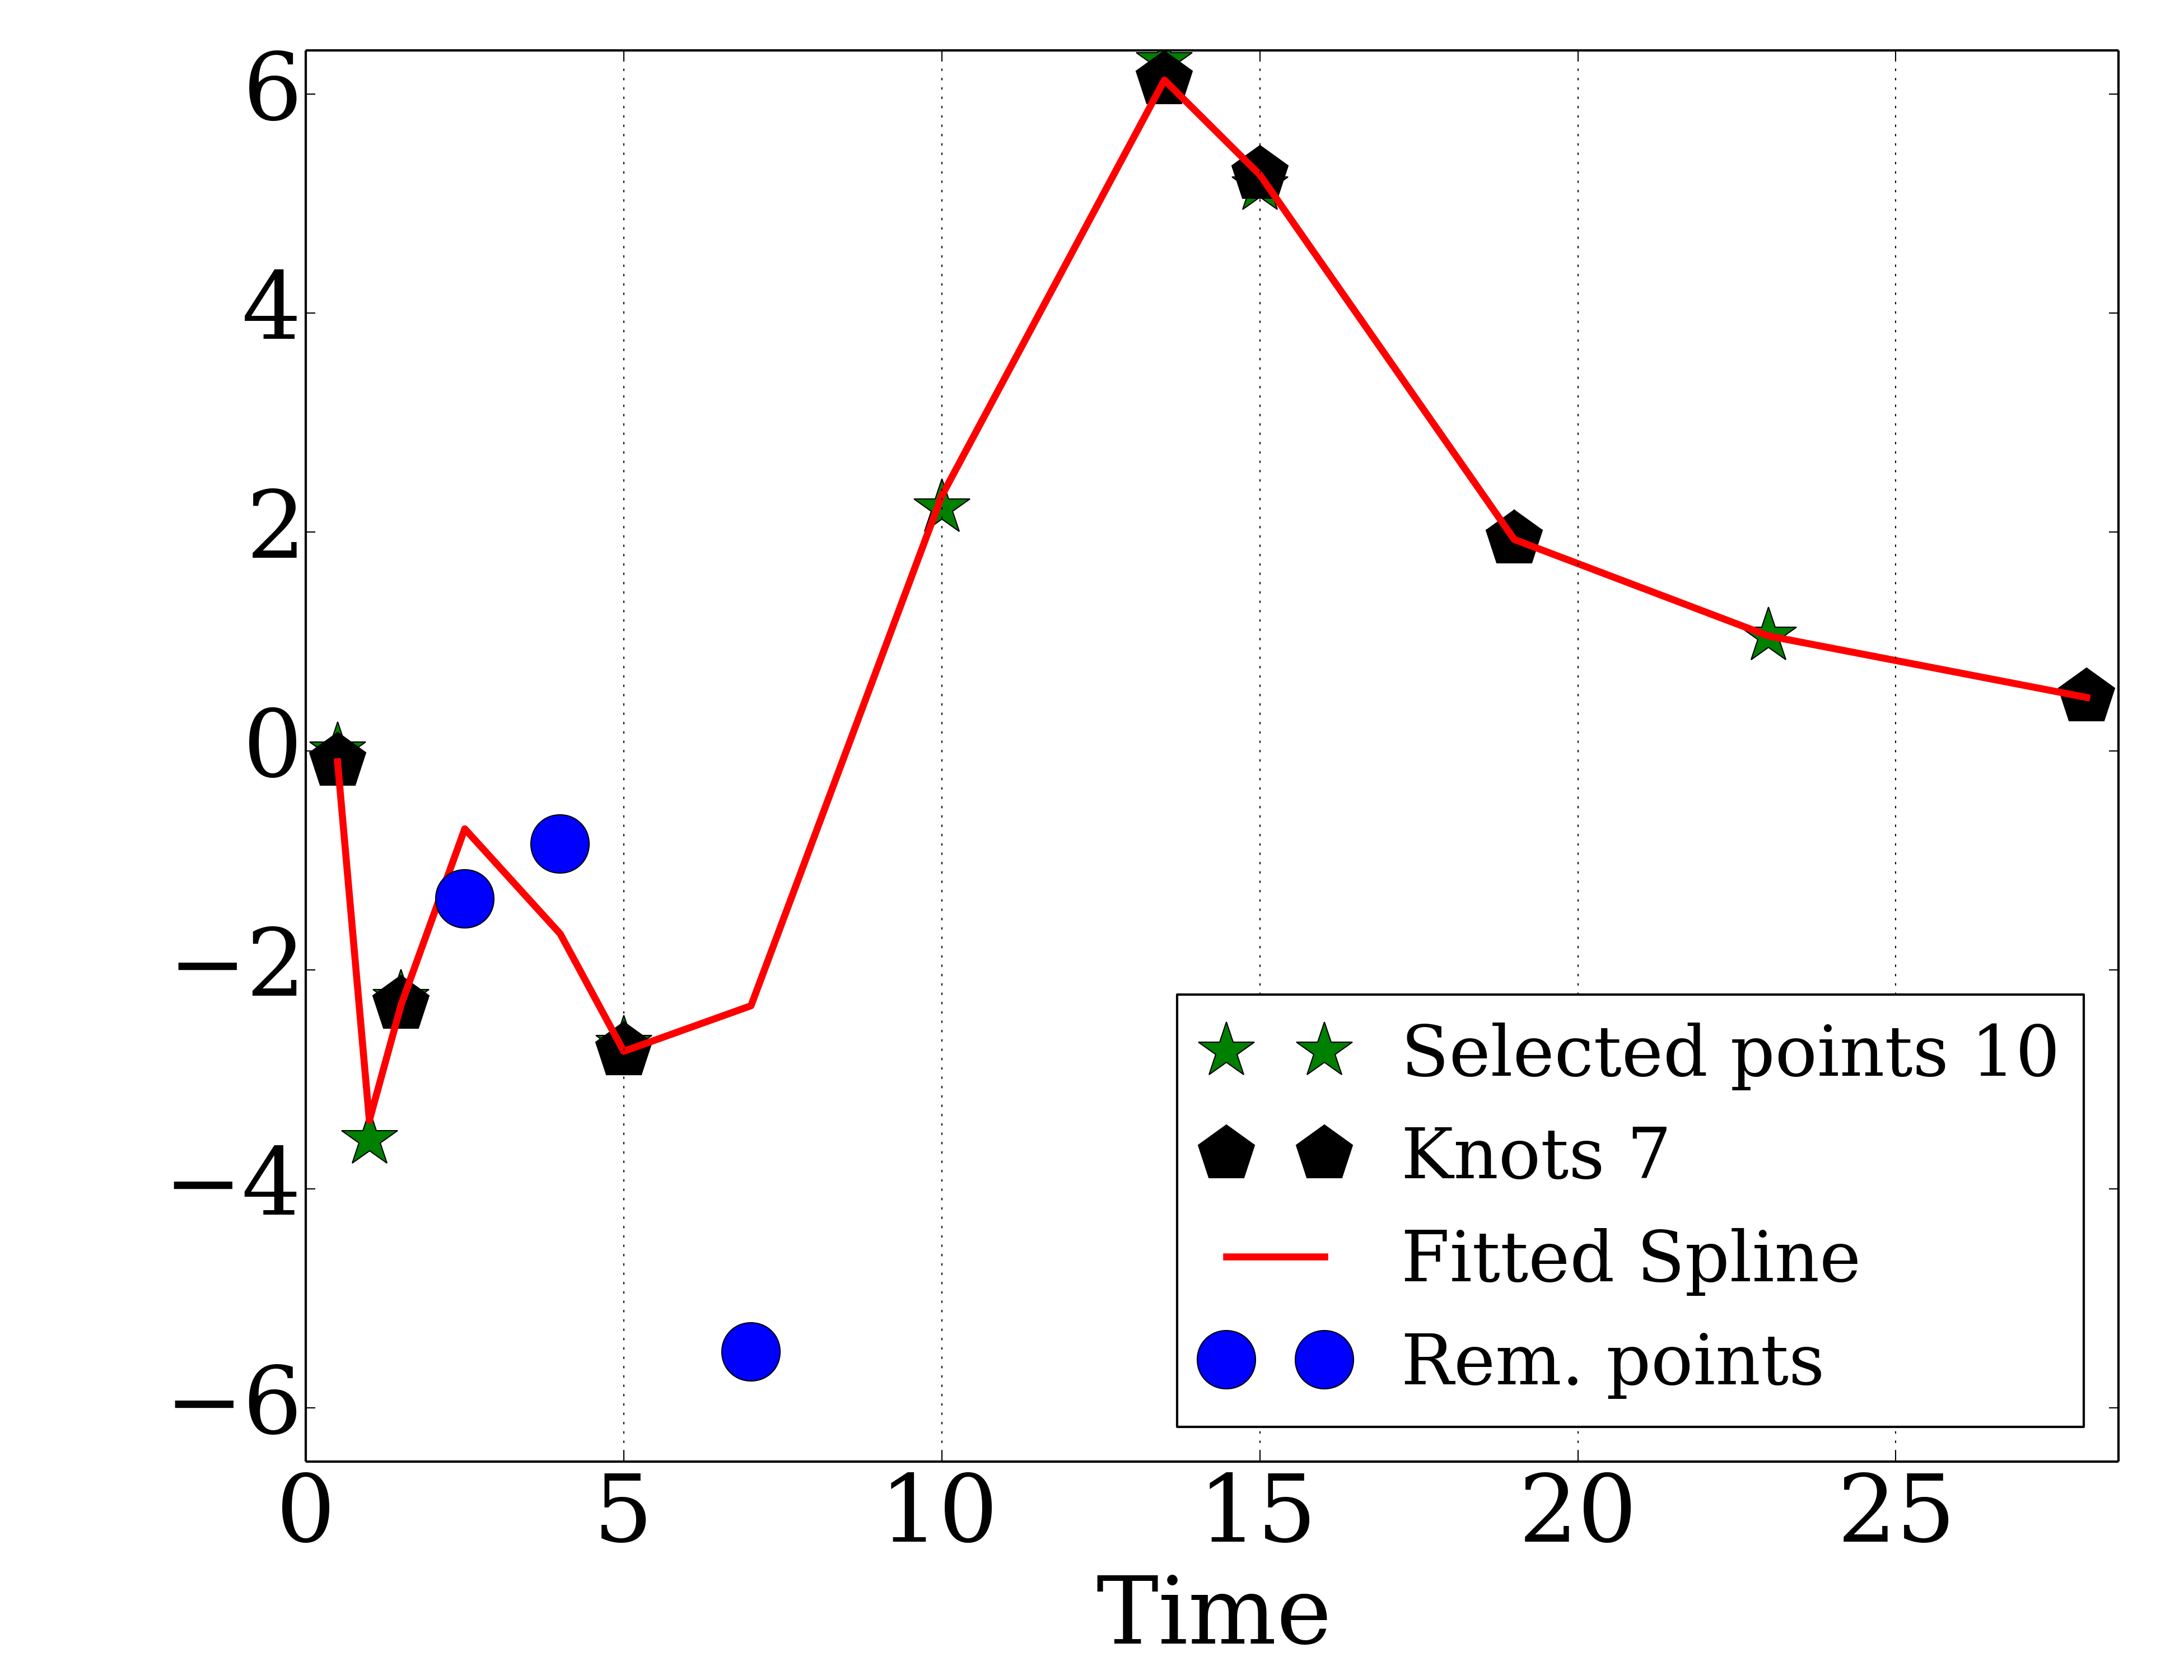 6
4
2
0
−2
−4
−6
0 5 10 15 20 25
Time
Selected points 10
Knots 7
Fitted Spline
Rem. points